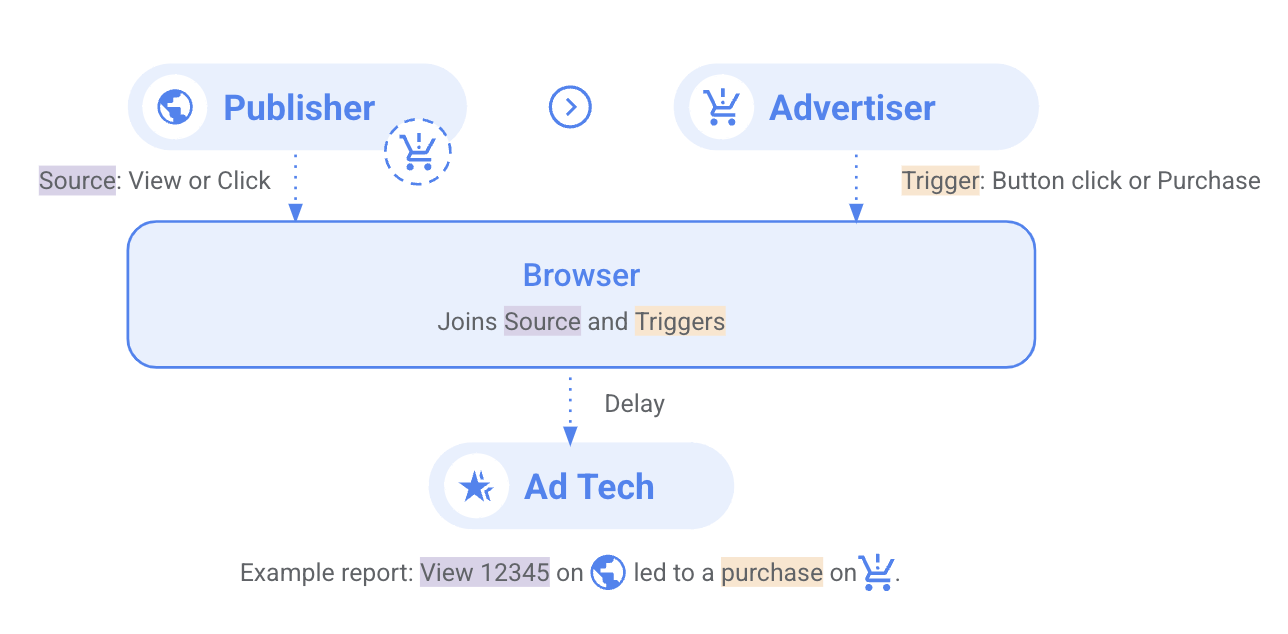 Publisher
Advertiser
Source: View or Click
Trigger: Button click or Purchase
Browser
Joins Source and Triggers
Delay
Ad Tech
Example report: View 12345 on led to a purchase on .